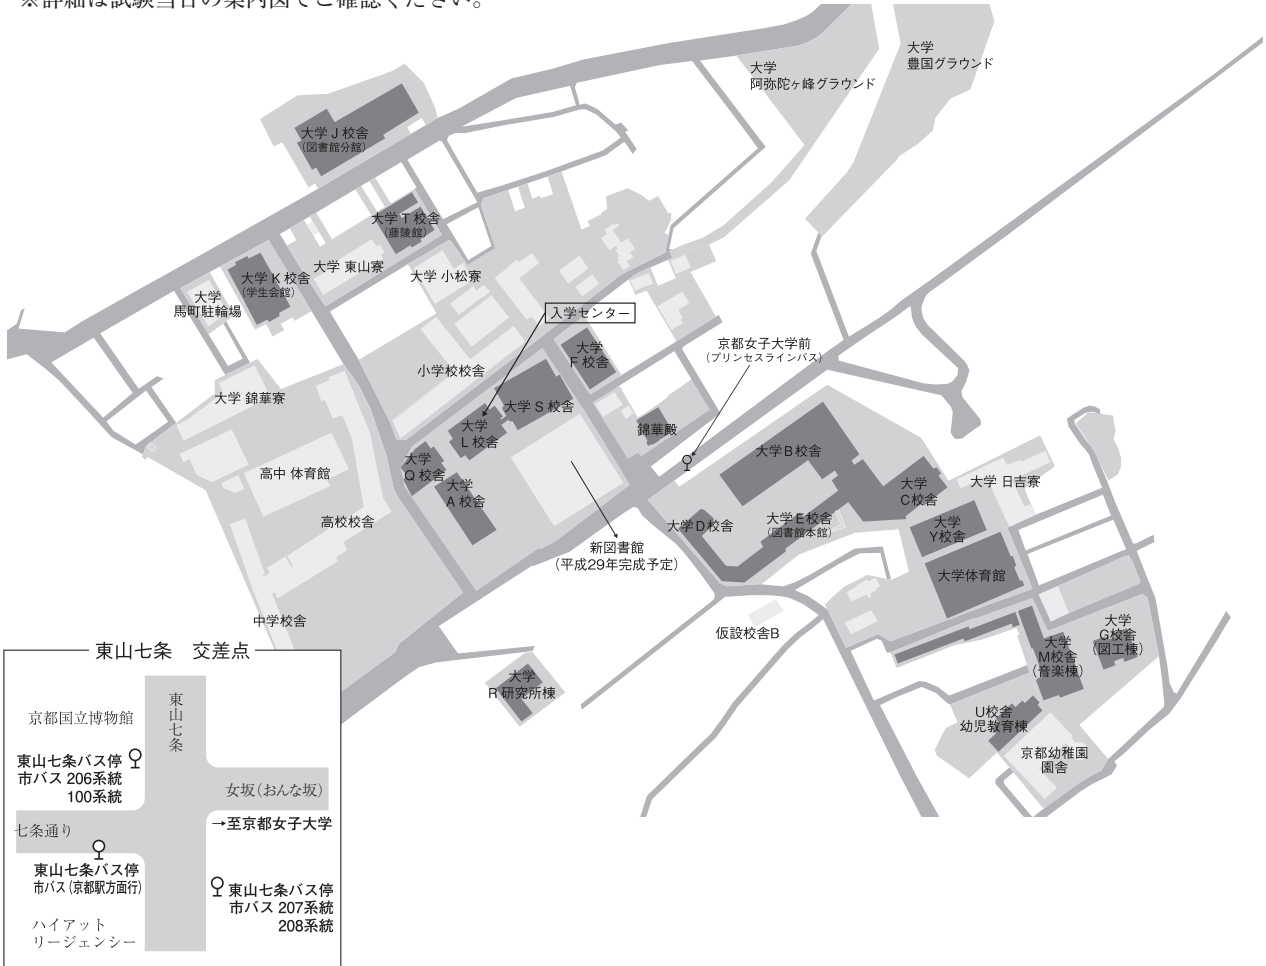 ※詳細は試験当日の案内図でご確認ください。
大学
豊国グラウンド
大学
阿弥陀ヶ峰グラウンド
大学 J 校舎
(図書館分館)
大学 T 校舎
(藤陵館)
大学 東山寮
大学 小松寮
大学 K 校舎
(学生会館)
大学
馬町駐輪場
入学センター
京都女子大学前
(プリンセスラインバス)
大学
F 校舎
小学校校舎
大学 錦華寮
大学 S 校舎
大学
L 校舎
錦華殿
大学B校舎
高中 体育館
大学
Q 校舎
大学
A 校舎
大学
C校舎
大学 日吉寮
高校校舎
大学D校舎
大学E校舎
(図書館本館)
大学
Y校舎
新図書館
(平成29年完成予定)
大学体育館
中学校舎
仮設校舎B
大学
G校舎
(図工棟)
大学
M校舎
(音楽棟)
大学
R 研究所棟
U校舎
幼児教育棟
京都幼稚園
園舎
東山七条 交差点
東山七条
京都国立博物館
東山七条バス停
市バス 206系統
100系統
女坂(おんな坂)
→至京都女子大学
七条通り
東山七条バス停
市バス(京都駅方面行)
東山七条バス停
市バス 207系統
208系統
ハイアット
リージェンシー